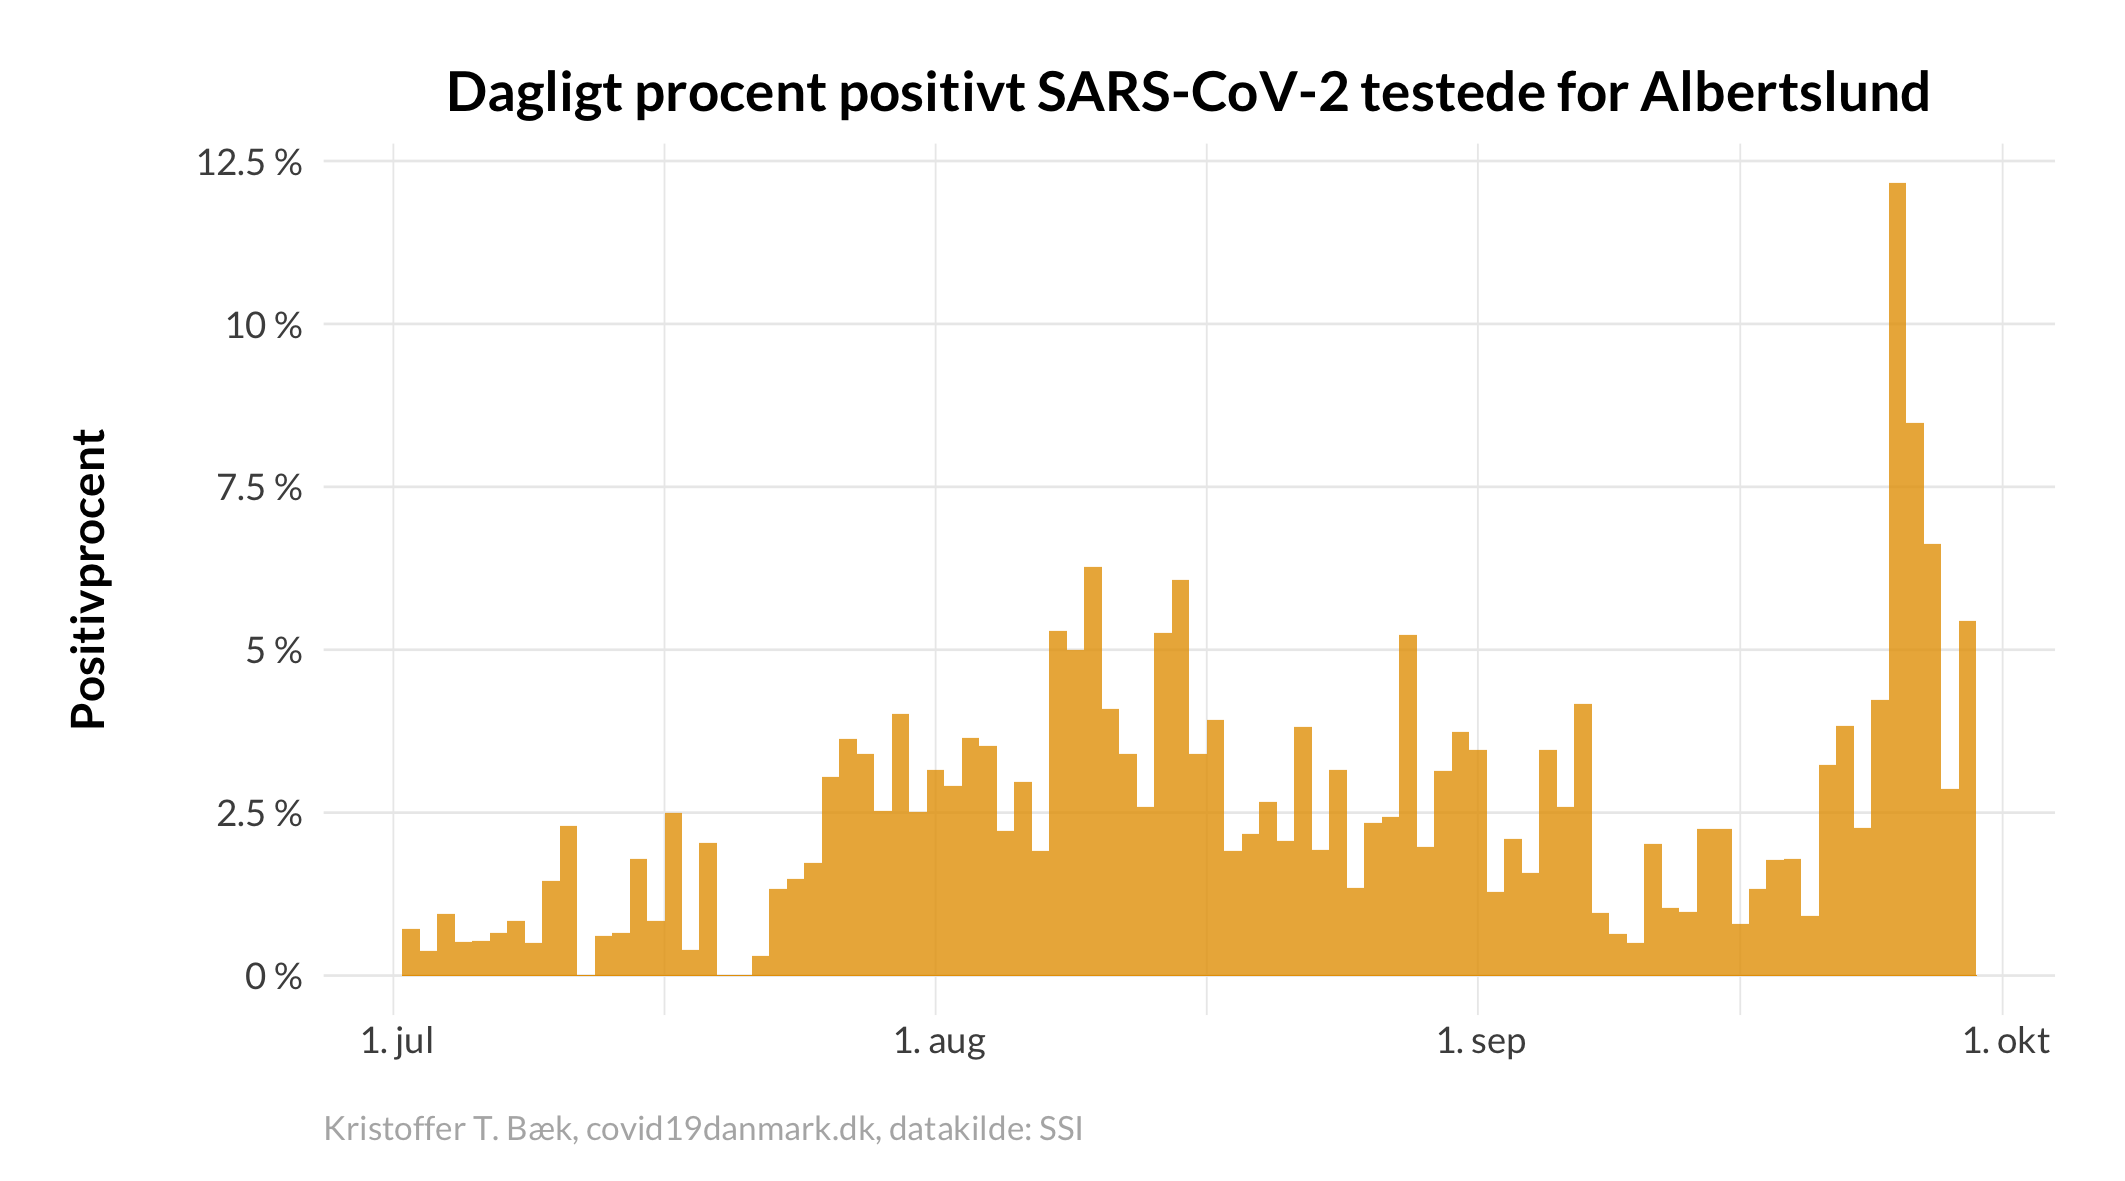 Dagligt procent positivt SARS-CoV-2 testede for Albertslund
Positivprocent
12.5 %
10 %
7.5 %
5 %
2.5 %
0 %
1. jul
1. aug
1. sep
1. okt
Kristoffer T. Bæk, covid19danmark.dk, datakilde: SSI